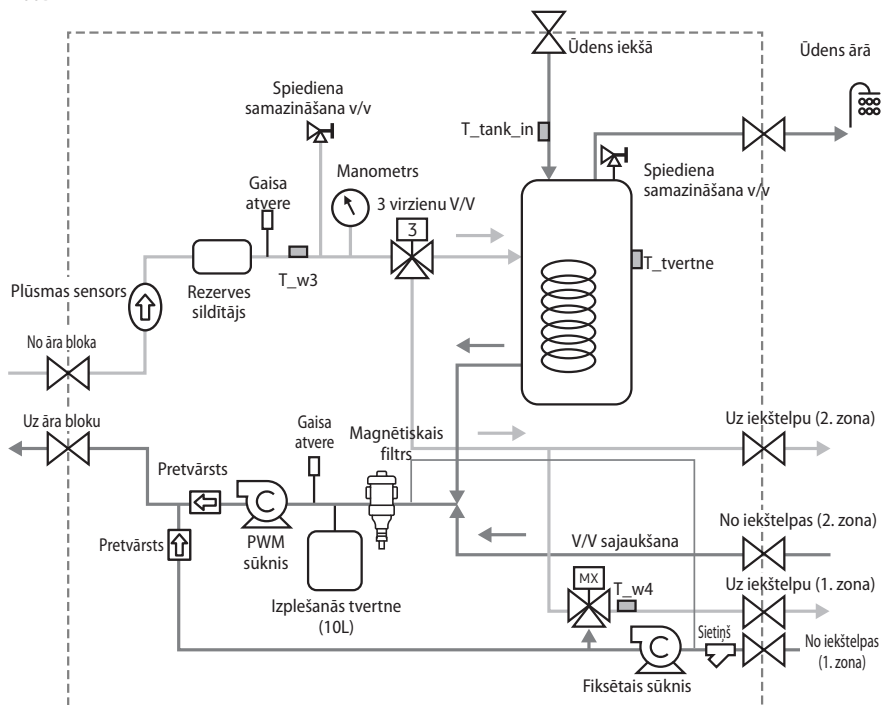 Ūdens iekšā
Ūdens ārā
Spiediena
samazināšana v/v
T_tank_in
Spiediena
samazināšana v/v
Gaisa
atvere
Manometrs
3 virzienu V/V
3
T_tvertne
Plūsmas sensors
T_w3
Rezerves
sildītājs
No āra bloka
Uz āra bloku
Gaisa
atvere
Magnētiskais
filtrs
Uz iekštelpu (2. zona)
Pretvārsts
C
No iekštelpas (2. zona)
Pretvārsts
PWM
sūknis
V/V sajaukšana
MX
T_w4
Uz iekštelpu (1. zona)
Izplešanās tvertne
(10L)
C
Sietiņš
No iekštelpas
(1. zona)
Fiksētais sūknis